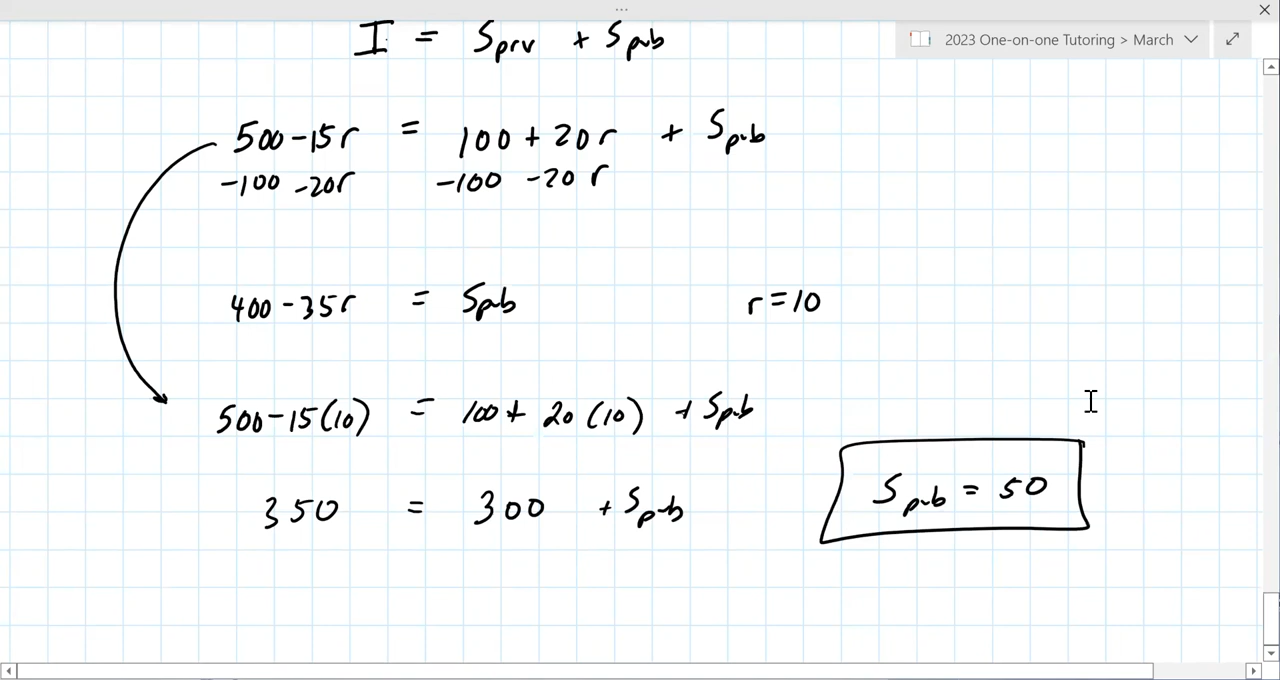 ...
2023 One-on-one Tutoring > March
I = Sprv + Spub
500-15r = 100+20r + Spub
-100 -20r -100 -20r
400-35r = Spub r=10
500-15(10) = 100+ 20(10) + Spub
350 = 300 + Spub
Spub = 50